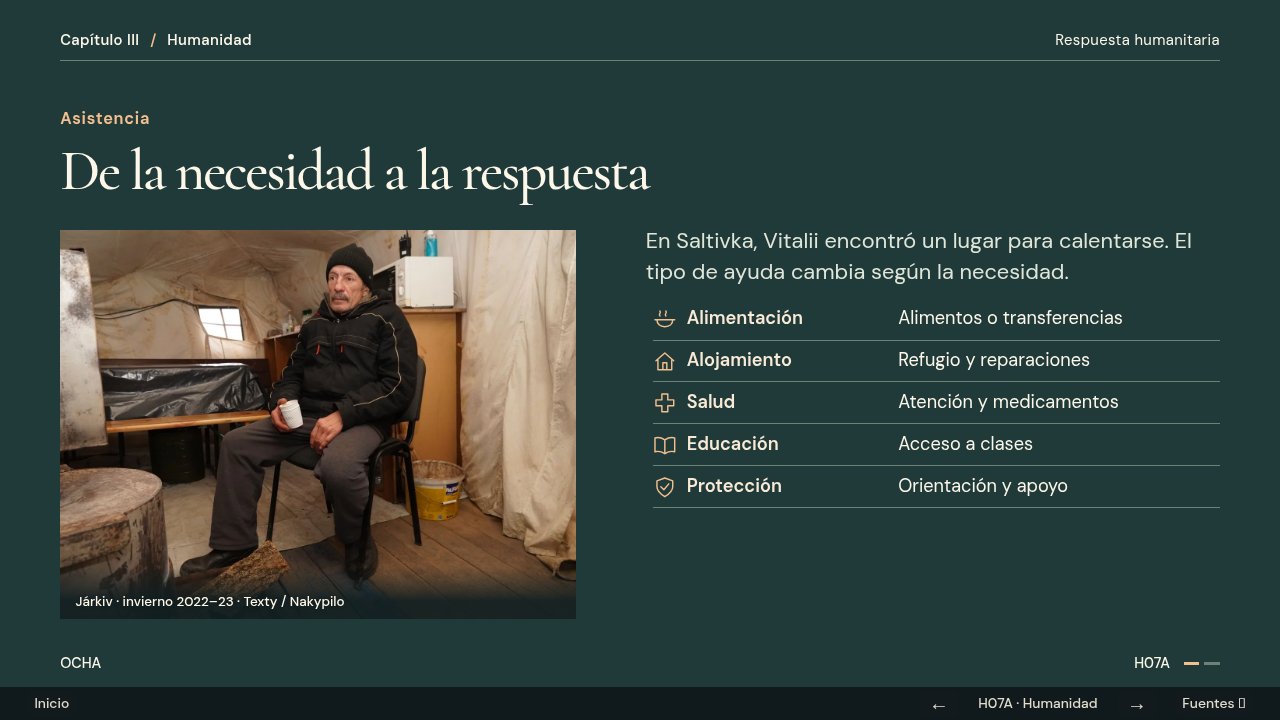 Capítulo III / Humanidad
Respuesta humanitaria
Asistencia
De la necesidad a la respuesta
En Saltivka, Vitalii encontró un lugar para calentarse. El
tipo de ayuda cambia según la necesidad.
Alimentación Alimentos o transferencias
Alojamiento Refugio y reparaciones
Salud Atención y medicamentos
Educación Acceso a clases
Protección Orientación y apoyo
Járkiv · invierno 2022–23 · Texty / Nakypilo
OCHA
H07A
Inicio
← H07A · Humanidad →
Fuentes